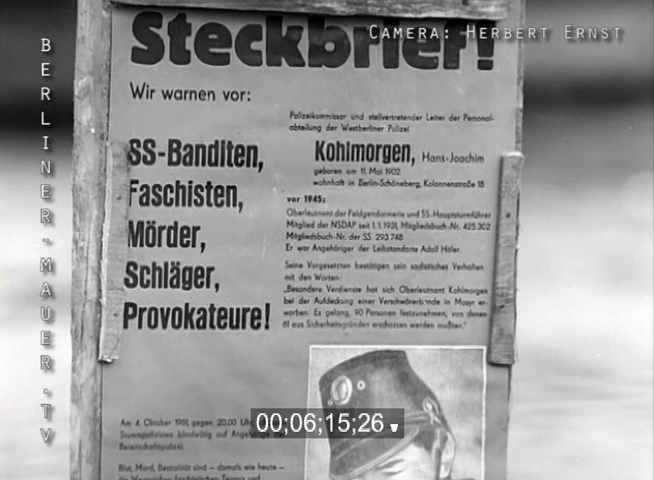 Steckbrief!
CAMERA: HERBERT ERNST
BERLINER-MAUER.TV
Wir warnen vor:
SS-Banditen,
Faschisten,
Mörder,
Schläger,
Provokateure!
Polizeikommissar und stellvertretender Leiter der Personal-
abteilung der Westberliner Polizei
Kohlmorgen, Hans-Joachim
geboren am 11. Mai 1902
wohnhaft in Berlin-Schöneberg, Kolonnenstraße 18
vor 1945:
Oberleutnant der Feldgendarmerie und SS-Hauptsturmführer
Mitglied der NSDAP seit 1. 1. 1931, Mitgliedsbuch-Nr. 425 302
Mitgliedsbuch-Nr. der SS 293 748
Er war Angehöriger der Leibstandarte Adolf Hitler.
Seine Vorgesetzten bestätigen sein sadistisches Verhalten
mit den Worten:
„Besondere Verdienste hat sich Oberleutnant Kohlmorgen
bei der Aufdeckung einer Verschwörerbande in Mosyr er-
worben. Es gelang, 90 Personen festzunehmen, von denen
61 aus Sicherheitsgründen erschossen werden mußten."
Am 4. Oktober 1961, gegen 20.00 Uhr
Stummpolizisten blindwütig auf Angehörige der
Bereitschaftspolizei.
Blut, Mord, Bestialität sind – damals wie heute –
00;06;15;26